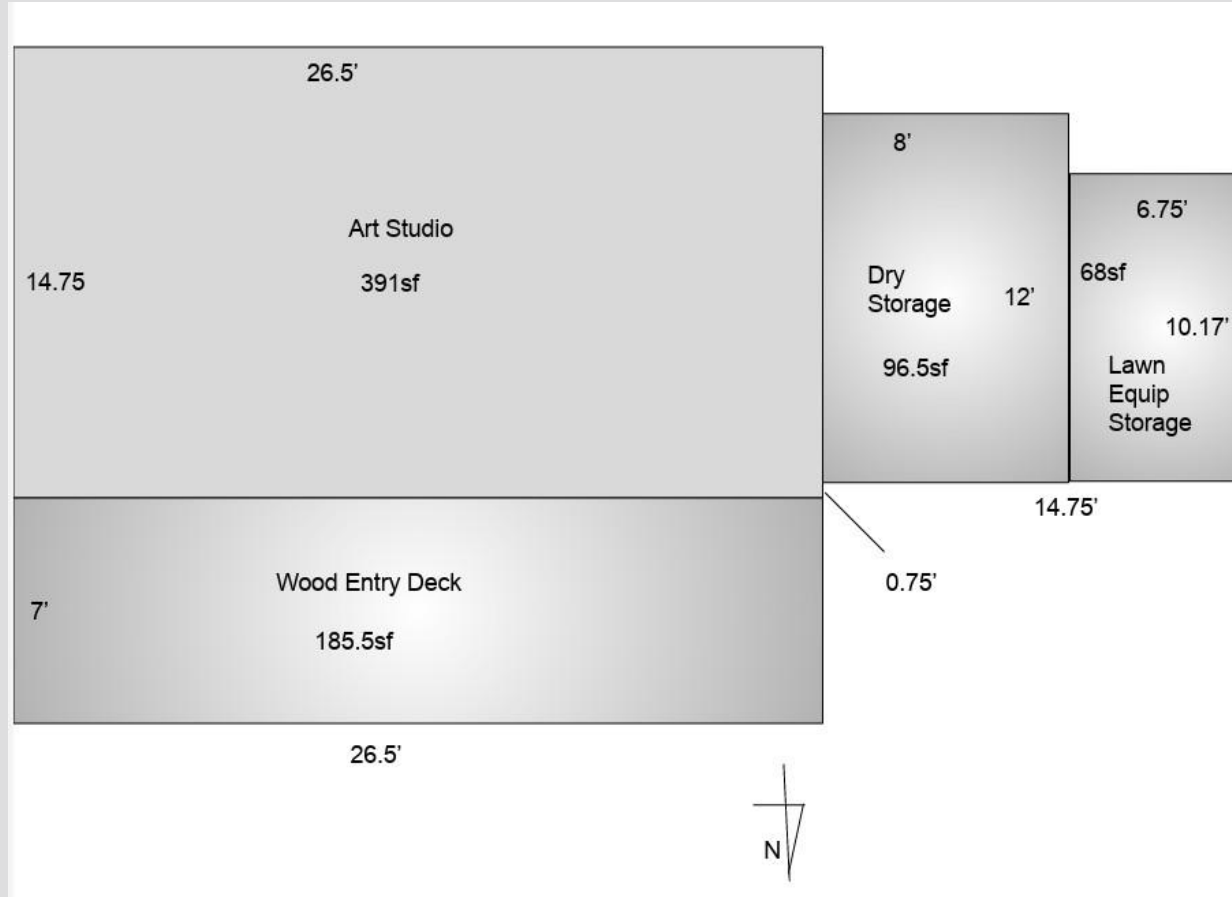 26.5’
8’
6.75’
Art Studio
14.75
391sf
Dry
Storage
12’
68sf
10.17’
96.5sf
Lawn
Equip
Storage
14.75’
0.75’
Wood Entry Deck
7’
185.5sf
26.5’
N